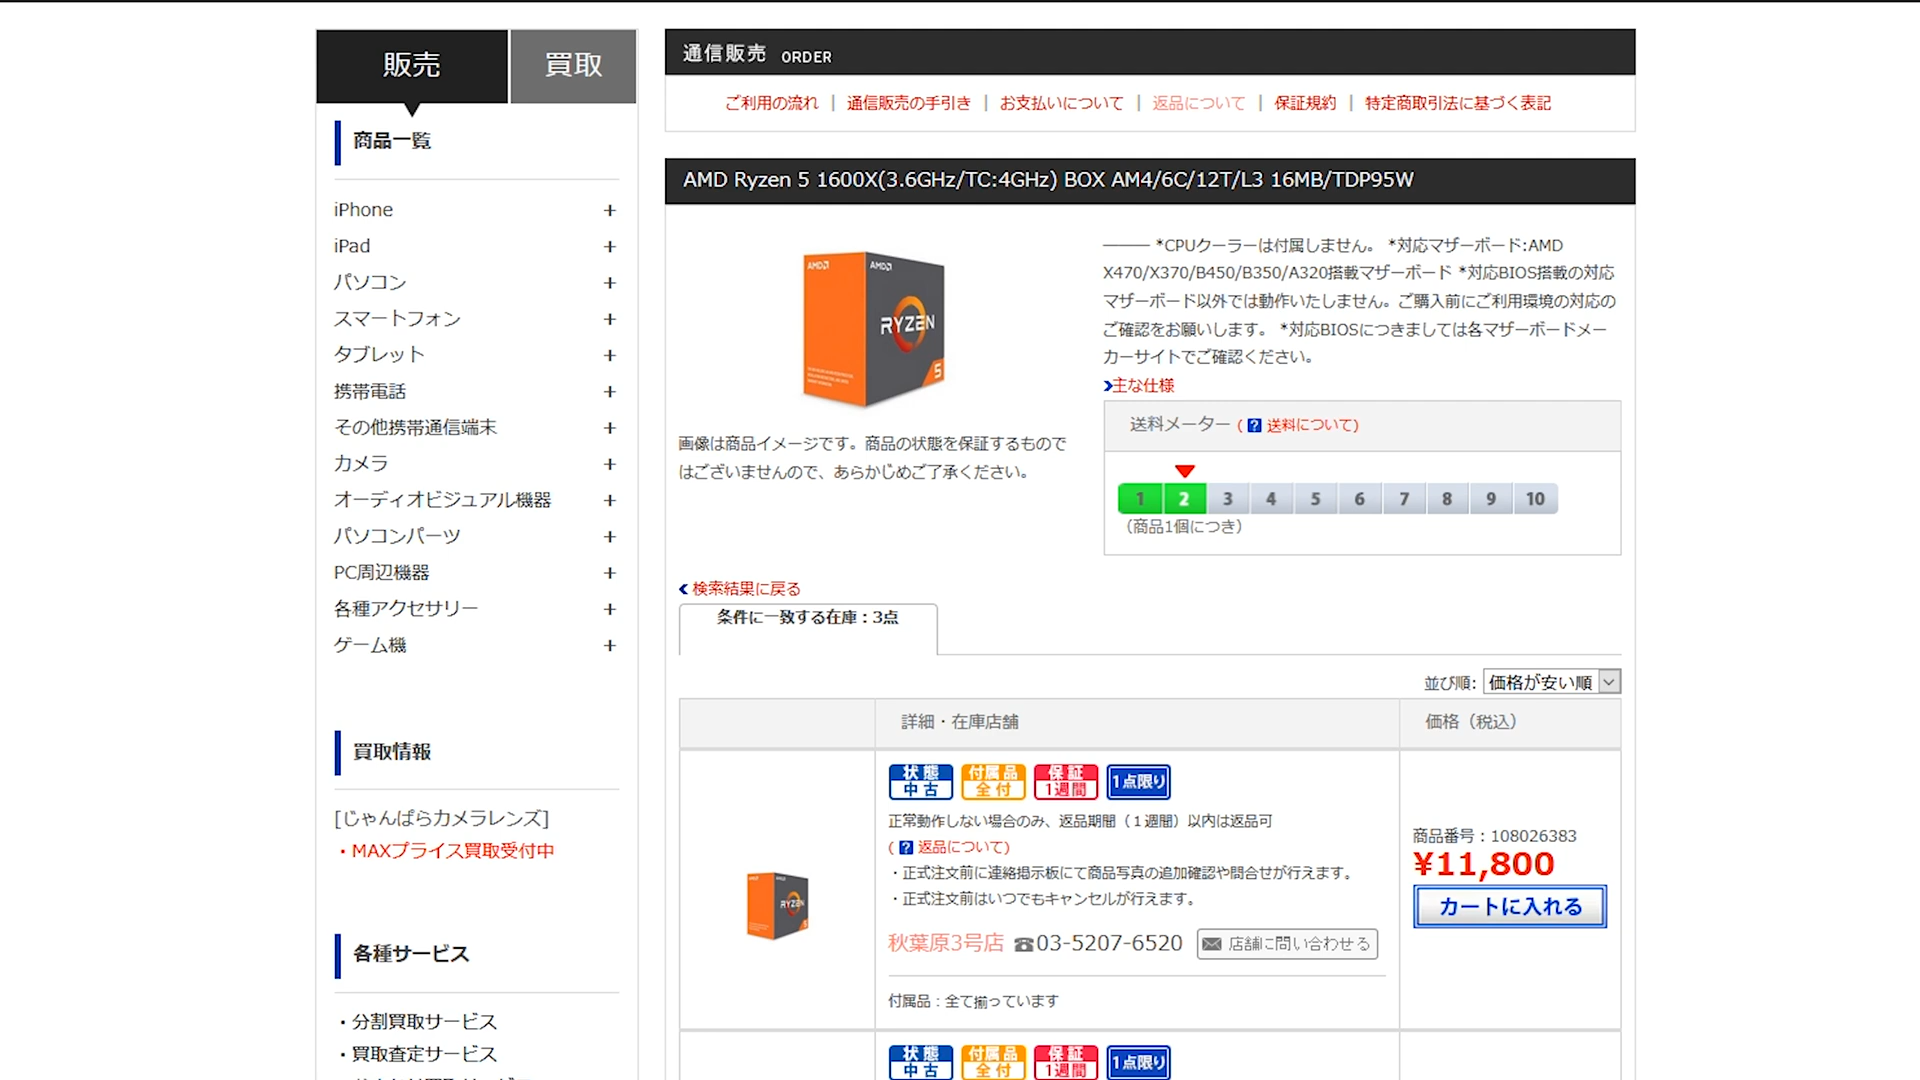 販売
買取
商品一覧
iPhone +
iPad +
パソコン +
スマートフォン +
タブレット +
携帯電話 +
その他携帯通信端末 +
カメラ +
オーディオビジュアル機器 +
パソコンパーツ +
PC周辺機器 +
各種アクセサリー +
ゲーム機 +
買取情報
[じゃんぱらカメラレンズ]
・MAXプライス買取受付中
各種サービス
・分割買取サービス
・買取査定サービス
通信販売 ORDER
ご利用の流れ | 通信販売の手引き | お支払いについて | 返品について | 保証規約 | 特定商取引法に基づく表記
AMD Ryzen 5 1600X(3.6GHz/TC:4GHz) BOX AM4/6C/12T/L3 16MB/TDP95W
AMD
AMD
RYZEN
5
画像は商品イメージです。商品の状態を保証するもので
はございませんので、あらかじめご了承ください。
――― *CPUクーラーは付属しません。 *対応マザーボード:AMD
X470/X370/B450/B350/A320搭載マザーボード *対応BIOS搭載の対応
マザーボード以外では動作いたしません。ご購入前にご利用環境の対応の
ご確認をお願いします。 *対応BIOSにつきましては各マザーボードメー
カーサイトでご確認ください。
主な仕様
送料メーター ( ? 送料について)
1 2 3 4 5 6 7 8 9 10
(商品1個につき)
検索結果に戻る
条件に一致する在庫：3点
並び順: 価格が安い順
詳細・在庫店舗
価格（税込）
状態 中古
付属品 全付
保証 1週間
1点限り
正常動作しない場合のみ、返品期間（１週間）以内は返品可
( ? 返品について)
・正式注文前に連絡掲示板にて商品写真の追加確認や問合せが行えます。
・正式注文前はいつでもキャンセルが行えます。
RYZEN
秋葉原3号店 ☎03-5207-6520 店舗に問い合わせる
付属品：全て揃っています
商品番号：108026383
¥11,800
カートに入れる
状態 中古
付属品 全付
保証 1週間
1点限り